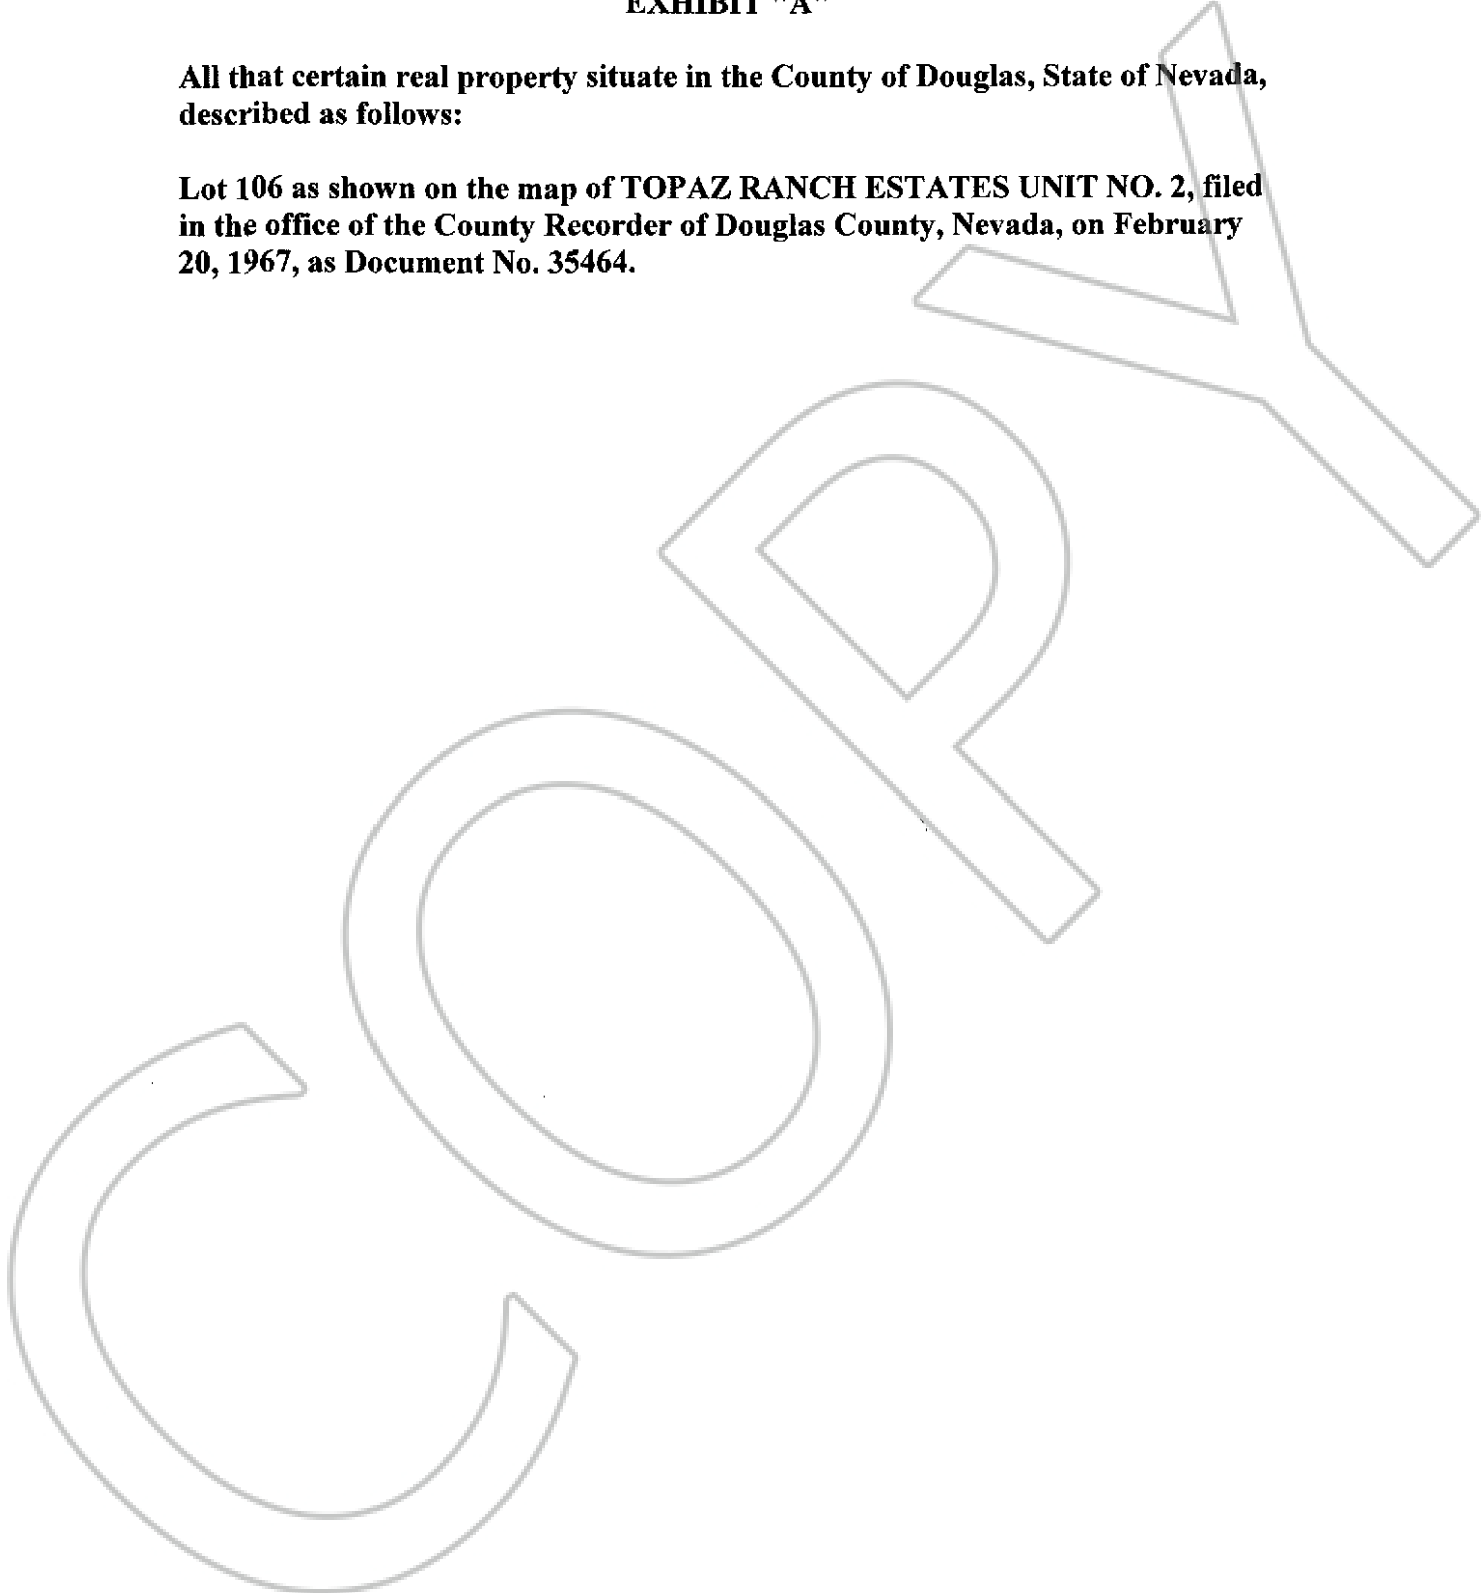 EXHIBIT "A"
All that certain real property situate in the County of Douglas, State of Nevada,
described as follows:
Lot 106 as shown on the map of TOPAZ RANCH ESTATES UNIT NO. 2, filed
in the office of the County Recorder of Douglas County, Nevada, on February
20, 1967, as Document No. 35464.
COPY